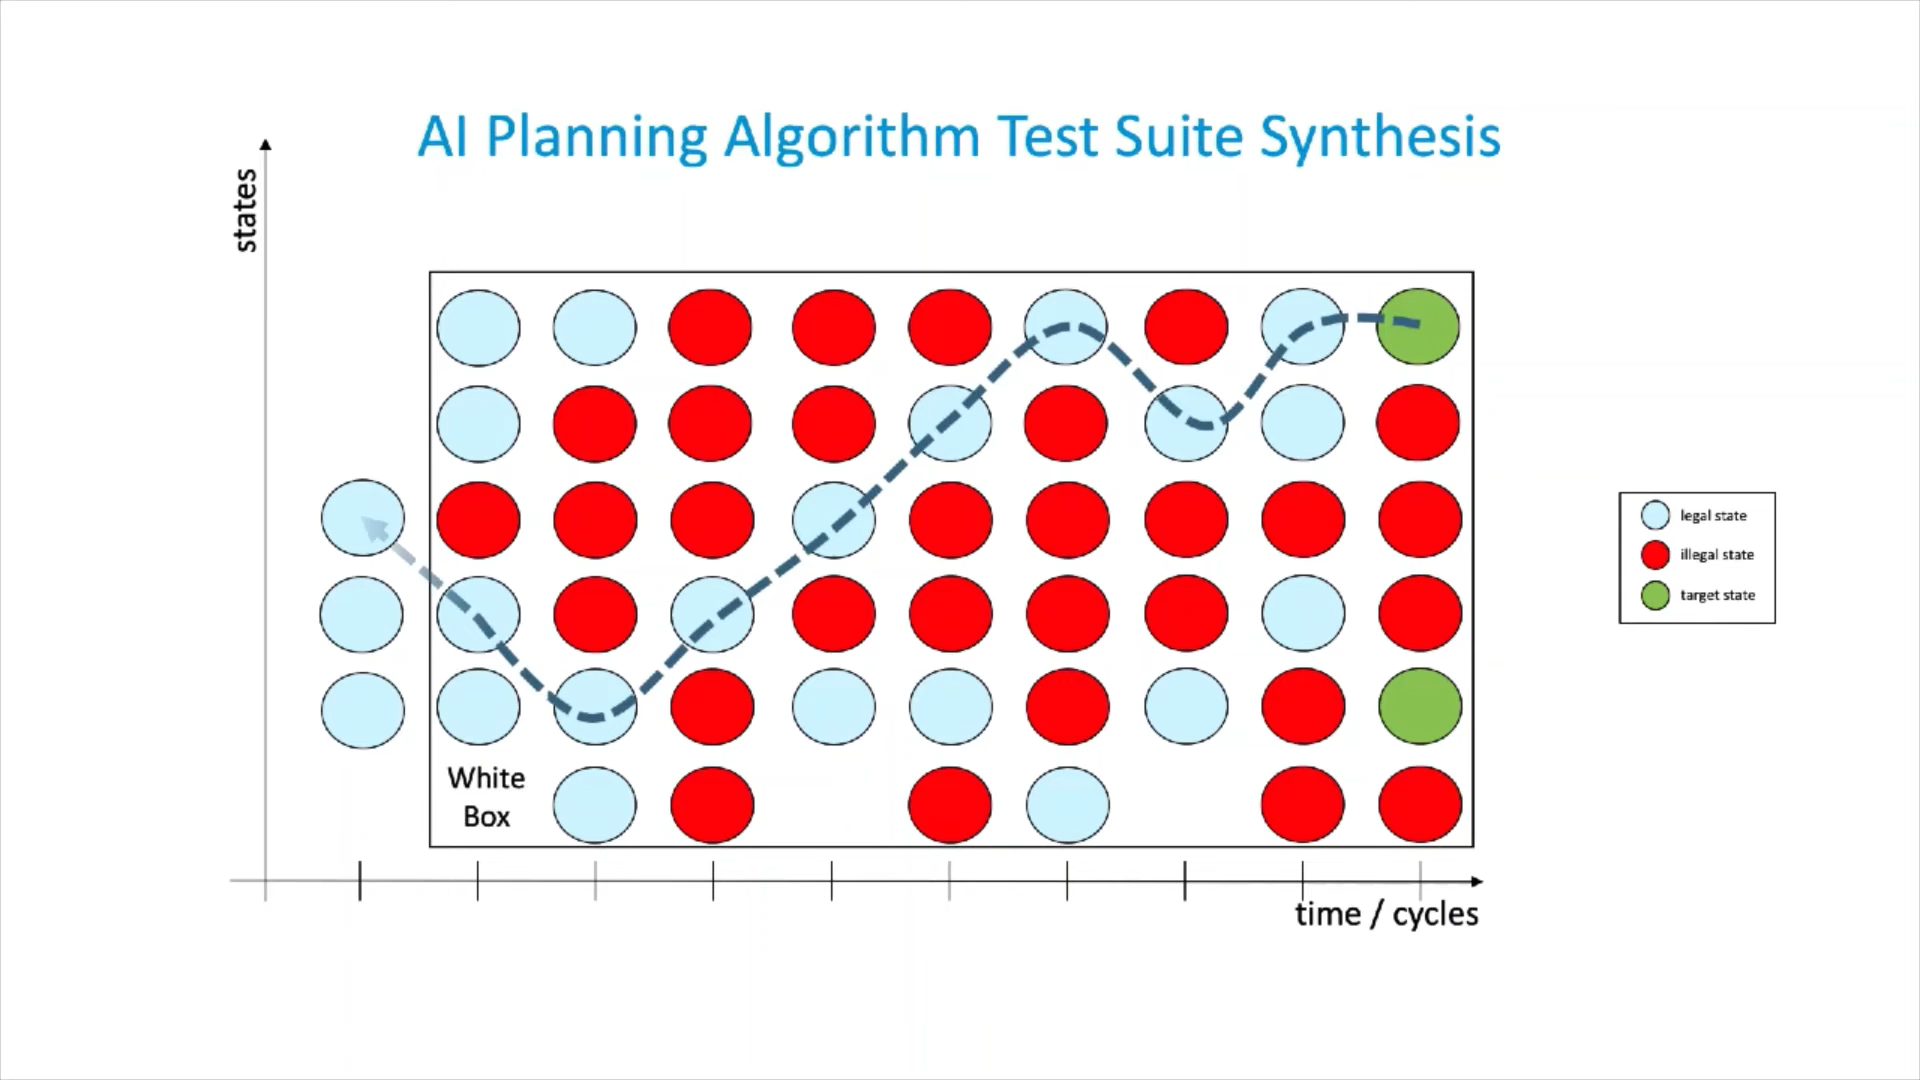 AI Planning Algorithm Test Suite Synthesis
states
legal state
illegal state
target state
White
Box
time / cycles